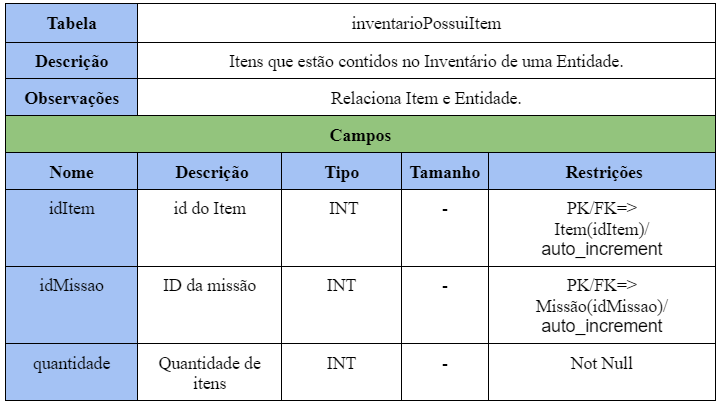 Tabela inventarioPossuiItem
Descrição Itens que estão contidos no Inventário de uma Entidade.
Observações Relaciona Item e Entidade.
Campos
Nome Descrição Tipo Tamanho Restrições
idItem id do Item INT - PK/FK=>
Item(idItem)/
auto_increment
idMissao ID da missão INT - PK/FK=>
Missão(idMissao)/
auto_increment
quantidade Quantidade de INT - Not Null
itens